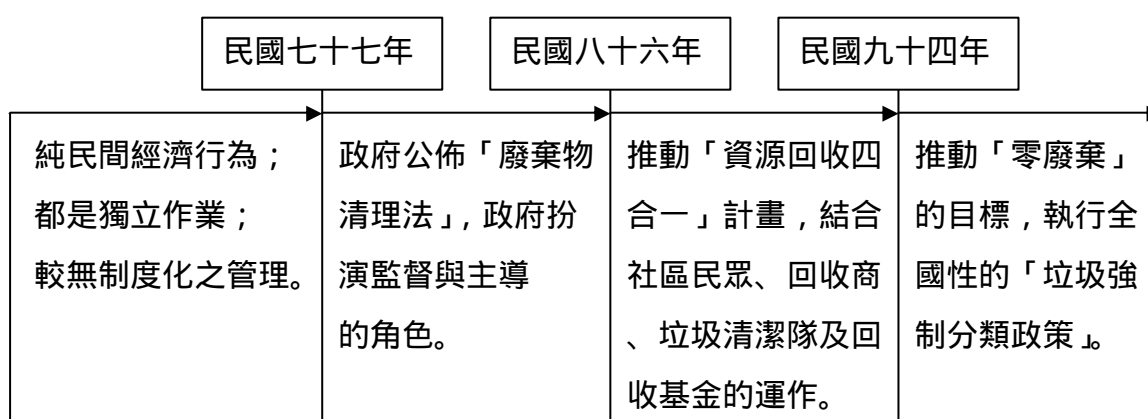 民國七十七年
民國八十六年
民國九十四年
純民間經濟行為；
都是獨立作業；
較無制度化之管理。
政府公佈「廢棄物
清理法」，政府扮
演監督與主導
的角色。
推動「資源回收四
合一」計畫，結合
社區民眾、回收商
、垃圾清潔隊及回
收基金的運作。
推動「零廢棄」
的目標，執行全
國性的「垃圾強
制分類政策」。